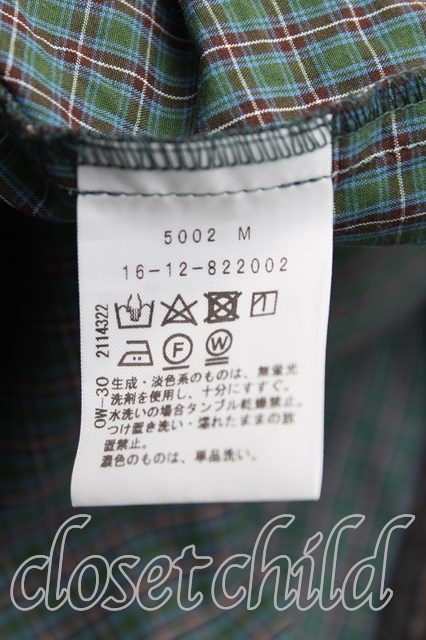 5002 M
16-12-822002
2114322
OW-30
F
W
生成・淡色系のものは、無蛍光
洗剤を使用し、十分にすすぐ。
水洗いの場合タンブル乾燥禁止。
つけ置き洗い・濡れたままの放
置禁止。
濃色のものは、単品洗い。
closet child